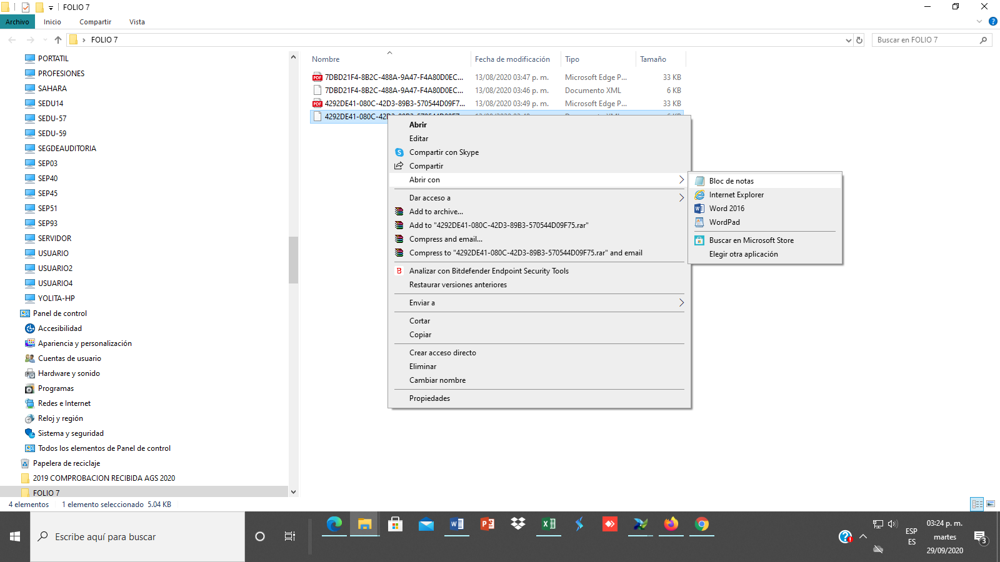 FOLIO 7
Archivo
Inicio
Compartir
Vista
FOLIO 7
Buscar en FOLIO 7
PORTATIL
PROFESIONES
SAHARA
SEDU14
SEDU-57
SEDU-59
SEGDEAUDITORIA
SEP03
SEP40
SEP45
SEP51
SEP93
SERVIDOR
USUARIO
USUARIO2
USUARIO4
YOLITA-HP
Panel de control
Accesibilidad
Apariencia y personalización
Cuentas de usuario
Hardware y sonido
Programas
Redes e Internet
Reloj y región
Sistema y seguridad
Todos los elementos de Panel de control
Papelera de reciclaje
2019 COMPROBACION RECIBIDA AGS 2020
FOLIO 7
Nombre Fecha de modificación Tipo Tamaño
PDF 7DBD21F4-8B2C-488A-9A47-F4A80D0EC... 13/08/2020 03:47 p. m. Microsoft Edge P... 33 KB
7DBD21F4-8B2C-488A-9A47-F4A80D0EC... 13/08/2020 03:46 p. m. Documento XML 6 KB
PDF 4292DE41-080C-42D3-89B3-570544D09F7... 13/08/2020 03:49 p. m. Microsoft Edge P... 33 KB
4292DE41-080C-42D3-89B3-570544D09F7...
Abrir
Editar
Compartir con Skype
Compartir
Abrir con
Dar acceso a
Add to archive...
Add to "4292DE41-080C-42D3-89B3-570544D09F75.rar"
Compress and email...
Compress to "4292DE41-080C-42D3-89B3-570544D09F75.rar" and email
Analizar con Bitdefender Endpoint Security Tools
Restaurar versiones anteriores
Enviar a
Cortar
Copiar
Crear acceso directo
Eliminar
Cambiar nombre
Propiedades
Bloc de notas
Internet Explorer
Word 2016
WordPad
Buscar en Microsoft Store
Elegir otra aplicación
4 elementos 1 elemento seleccionado 5.04 KB
Escribe aquí para buscar
ESP
ES
03:24 p. m.
martes
29/09/2020
3